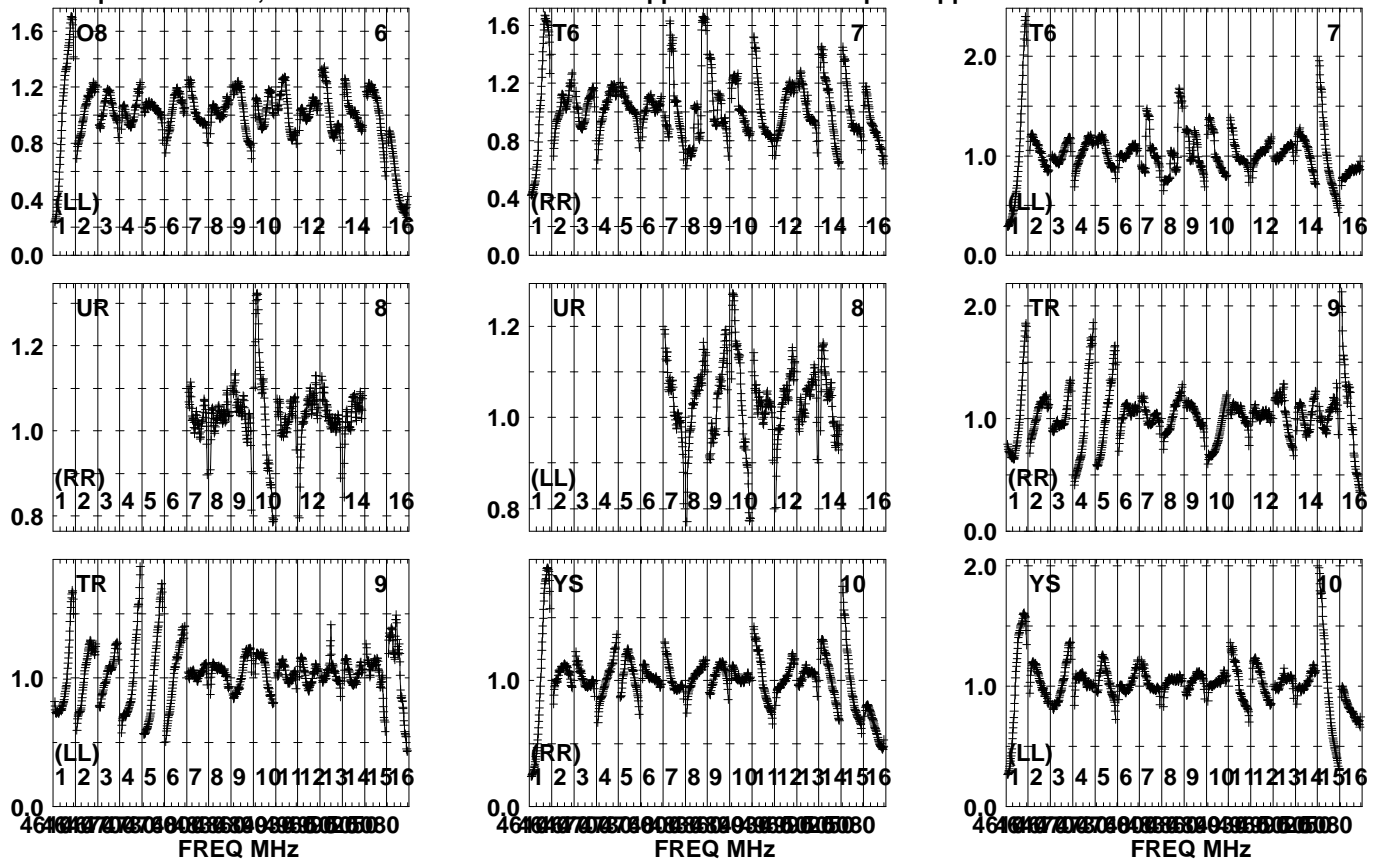 1.6 O8 6
1.2
0.8
0.4 (LL)
1 2 3 4 5 6 7 8 9 10 12 14 16
0.0
1.6 T6 7
1.2
0.8
0.4
(RR)
1 2 3 4 5 6 7 8 9 10 12 14 16
0.0
T6 7
2.0
1.0
(LL)
1 2 3 4 5 6 7 8 9 10 12 14 16
0.0
UR 8
1.2
1.0
(RR)
1 2 3 4 5 6 7 8 9 10 12 14 16
0.8
UR 8
1.2
1.0
(LL)
1 2 3 4 5 6 7 8 9 10 12 14 16
0.8
2.0 TR 9
1.0
(RR)
1 2 3 4 5 6 7 8 9 10 12 14 16
0.0
TR 9
1.0
(LL)
1 2 3 4 5 6 7 8 9 10 11 12 13 14 15 16
0.0
FREQ MHz
YS 10
1.0
(RR)
1 2 3 4 5 6 7 8 9 10 11 12 13 14 15 16
0.0
FREQ MHz
2.0 YS 10
1.0
(LL)
1 2 3 4 5 6 7 8 9 10 11 12 13 14 15 16
0.0
FREQ MHz